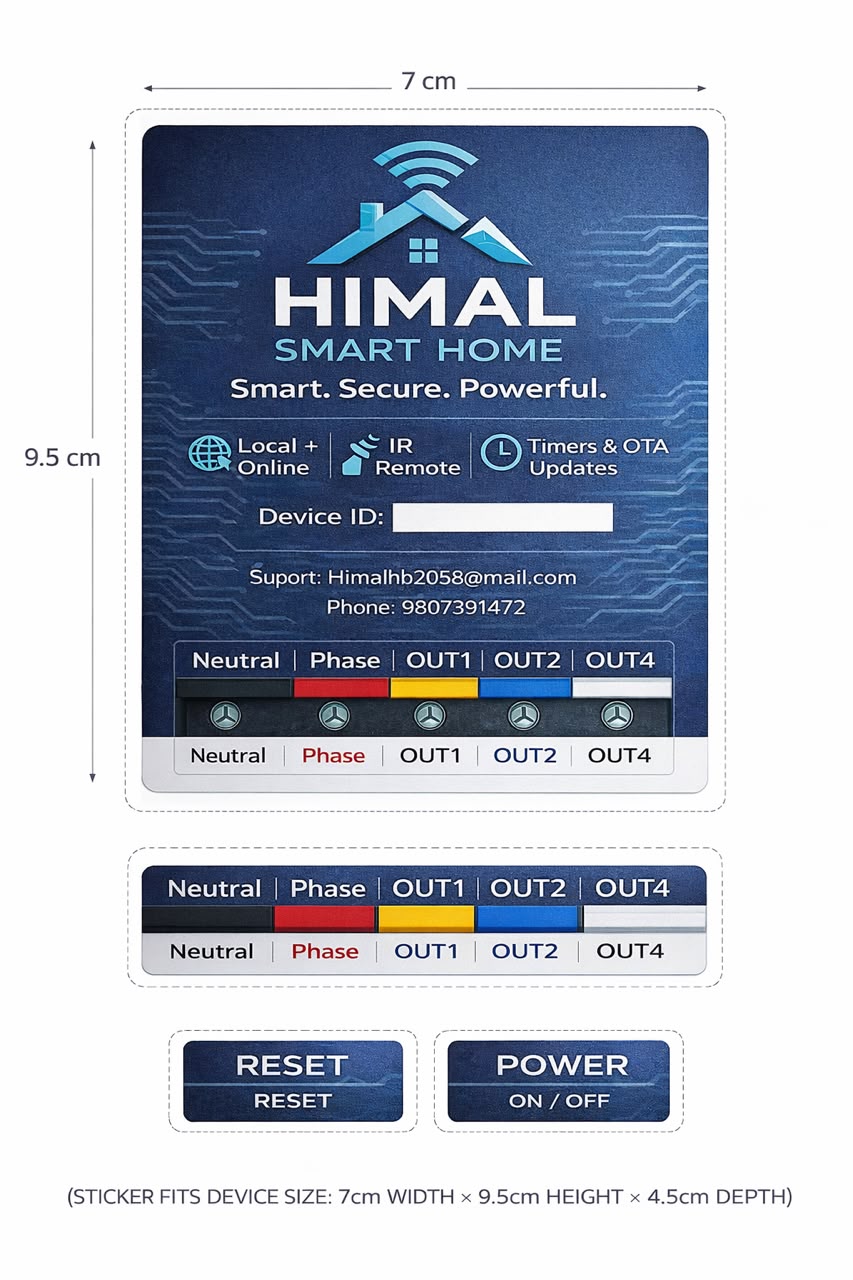 7 cm
9.5 cm
HIMAL
SMART HOME
Smart. Secure. Powerful.
Local + Online
IR Remote
Timers & OTA Updates
Device ID:
Suport: Himalhb2058@mail.com
Phone: 9807391472
Neutral | Phase | OUT1 | OUT2 | OUT4
Neutral | Phase | OUT1 | OUT2 | OUT4
Neutral | Phase | OUT1 | OUT2 | OUT4
Neutral | Phase | OUT1 | OUT2 | OUT4
RESET
RESET
POWER
ON / OFF
(STICKER FITS DEVICE SIZE: 7cm WIDTH × 9.5cm HEIGHT × 4.5cm DEPTH)